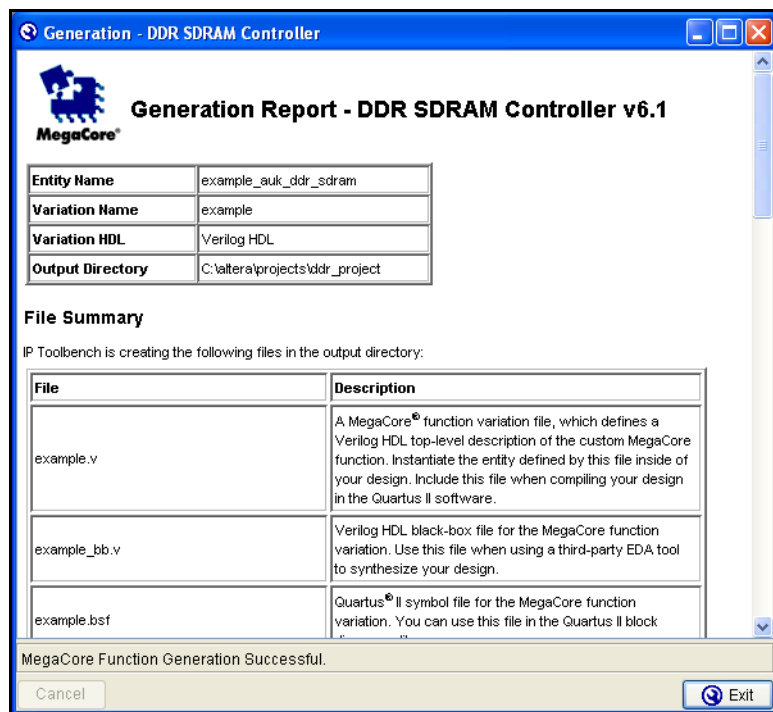 Generation - DDR SDRAM Controller
MegaCore®
Generation Report - DDR SDRAM Controller v6.1
Entity Name example_auk_ddr_sdram
Variation Name example
Variation HDL Verilog HDL
Output Directory C:\altera\projects\ddr_project
File Summary
IP Toolbench is creating the following files in the output directory:
File Description
example.v
A MegaCore® function variation file, which defines a
Verilog HDL top-level description of the custom MegaCore
function. Instantiate the entity defined by this file inside of
your design. Include this file when compiling your design
in the Quartus II software.
example_bb.v
Verilog HDL black-box file for the MegaCore function
variation. Use this file when using a third-party EDA tool
to synthesize your design.
example.bsf
Quartus® II symbol file for the MegaCore function
variation. You can use this file in the Quartus II block
MegaCore Function Generation Successful.
Cancel
Exit